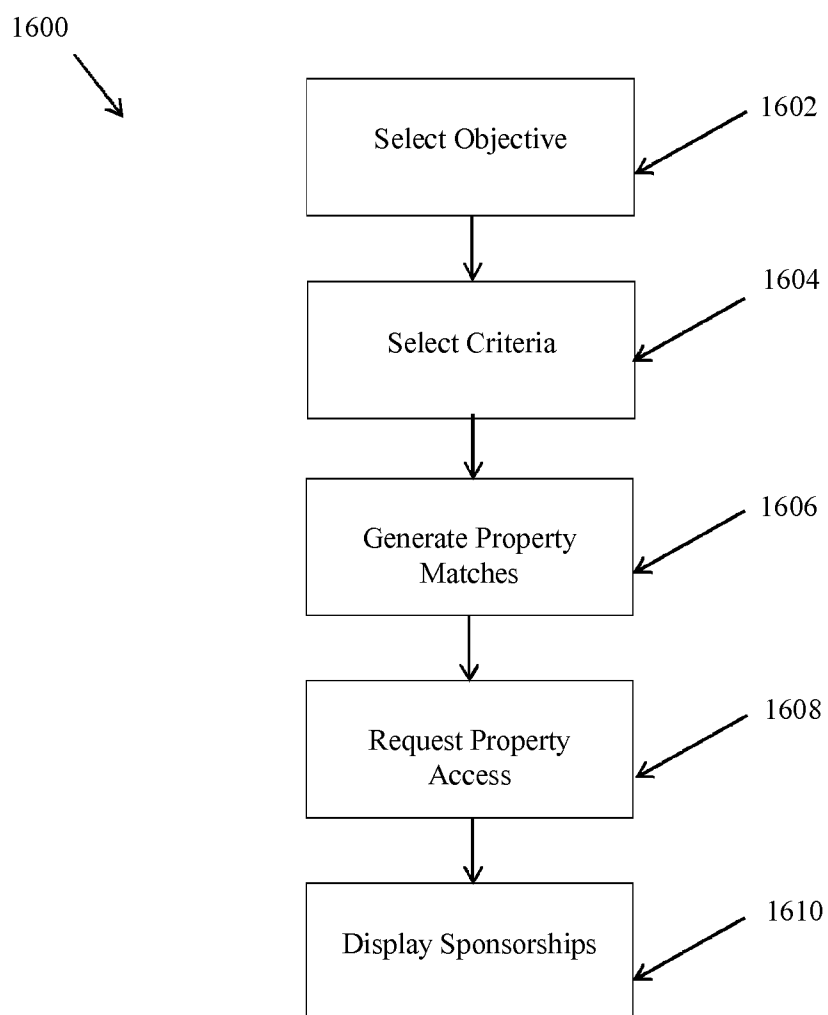 1600
1602
Select Objective
1604
Select Criteria
1606
Generate Property
Matches
1608
Request Property
Access
1610
Display Sponsorships